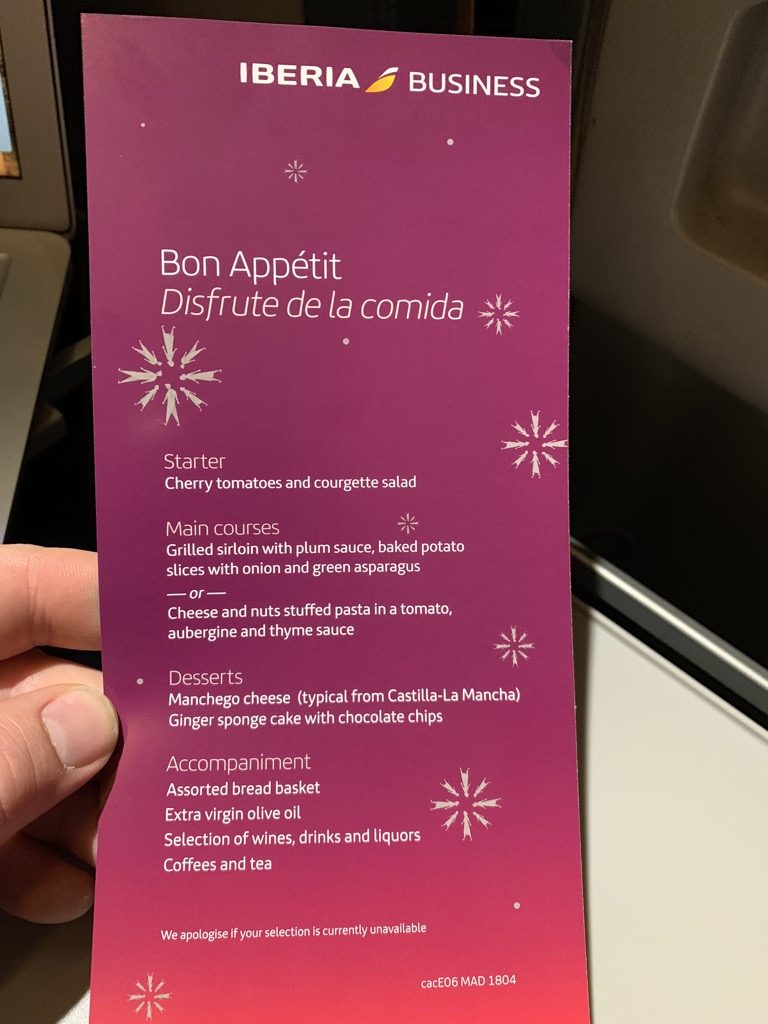 IBERIA BUSINESS
Bon Appétit
Disfrute de la comida
Starter
Cherry tomatoes and courgette salad
Main courses
Grilled sirloin with plum sauce, baked potato
slices with onion and green asparagus
— or —
Cheese and nuts stuffed pasta in a tomato,
aubergine and thyme sauce
Desserts
Manchego cheese (typical from Castilla-La Mancha)
Ginger sponge cake with chocolate chips
Accompaniment
Assorted bread basket
Extra virgin olive oil
Selection of wines, drinks and liquors
Coffees and tea
We apologise if your selection is currently unavailable
cacE06 MAD 1804